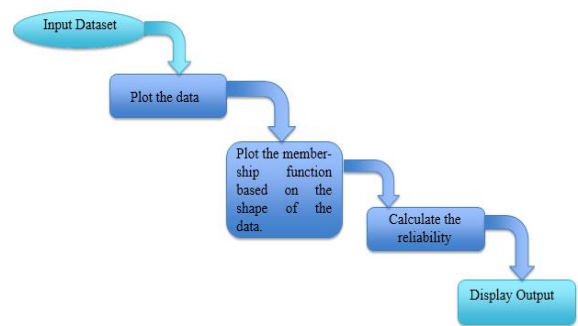 Input Dataset
Plot the data
Plot the member-
ship function
based on the
shape of the
data.
Calculate the
reliability
Display Output